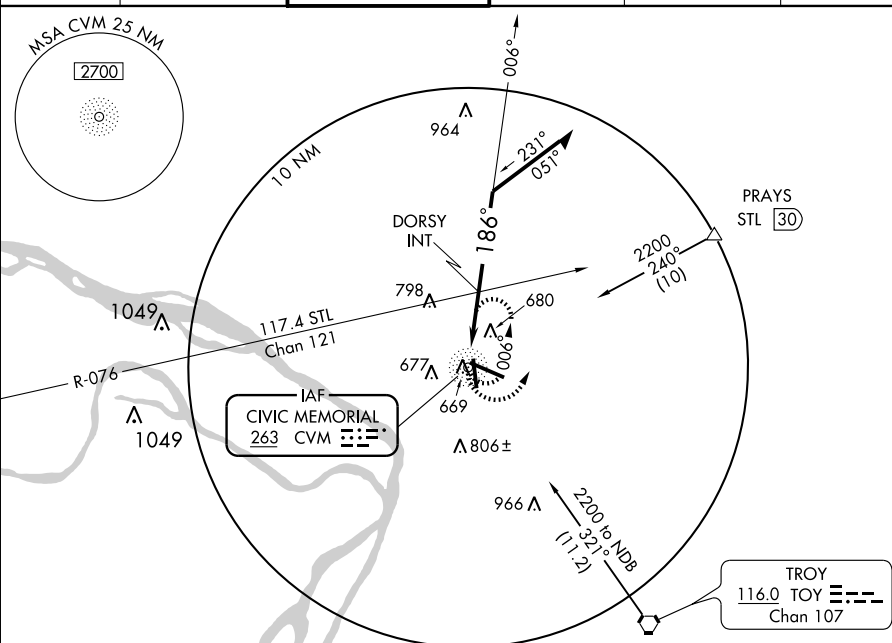 MSA CVM 25 NM
2700
006°
964
10 NM
231°
051°
186°
DORSY
INT
PRAYS
STL 30
2200
240°
(10)
798
680
1049
117.4 STL
Chan 121
R-076
677
006°
669
IAF
CIVIC MEMORIAL
263 CVM
1049
806±
966
2200 to NDB
321°
(11.2)
TROY
116.0 TOY
Chan 107